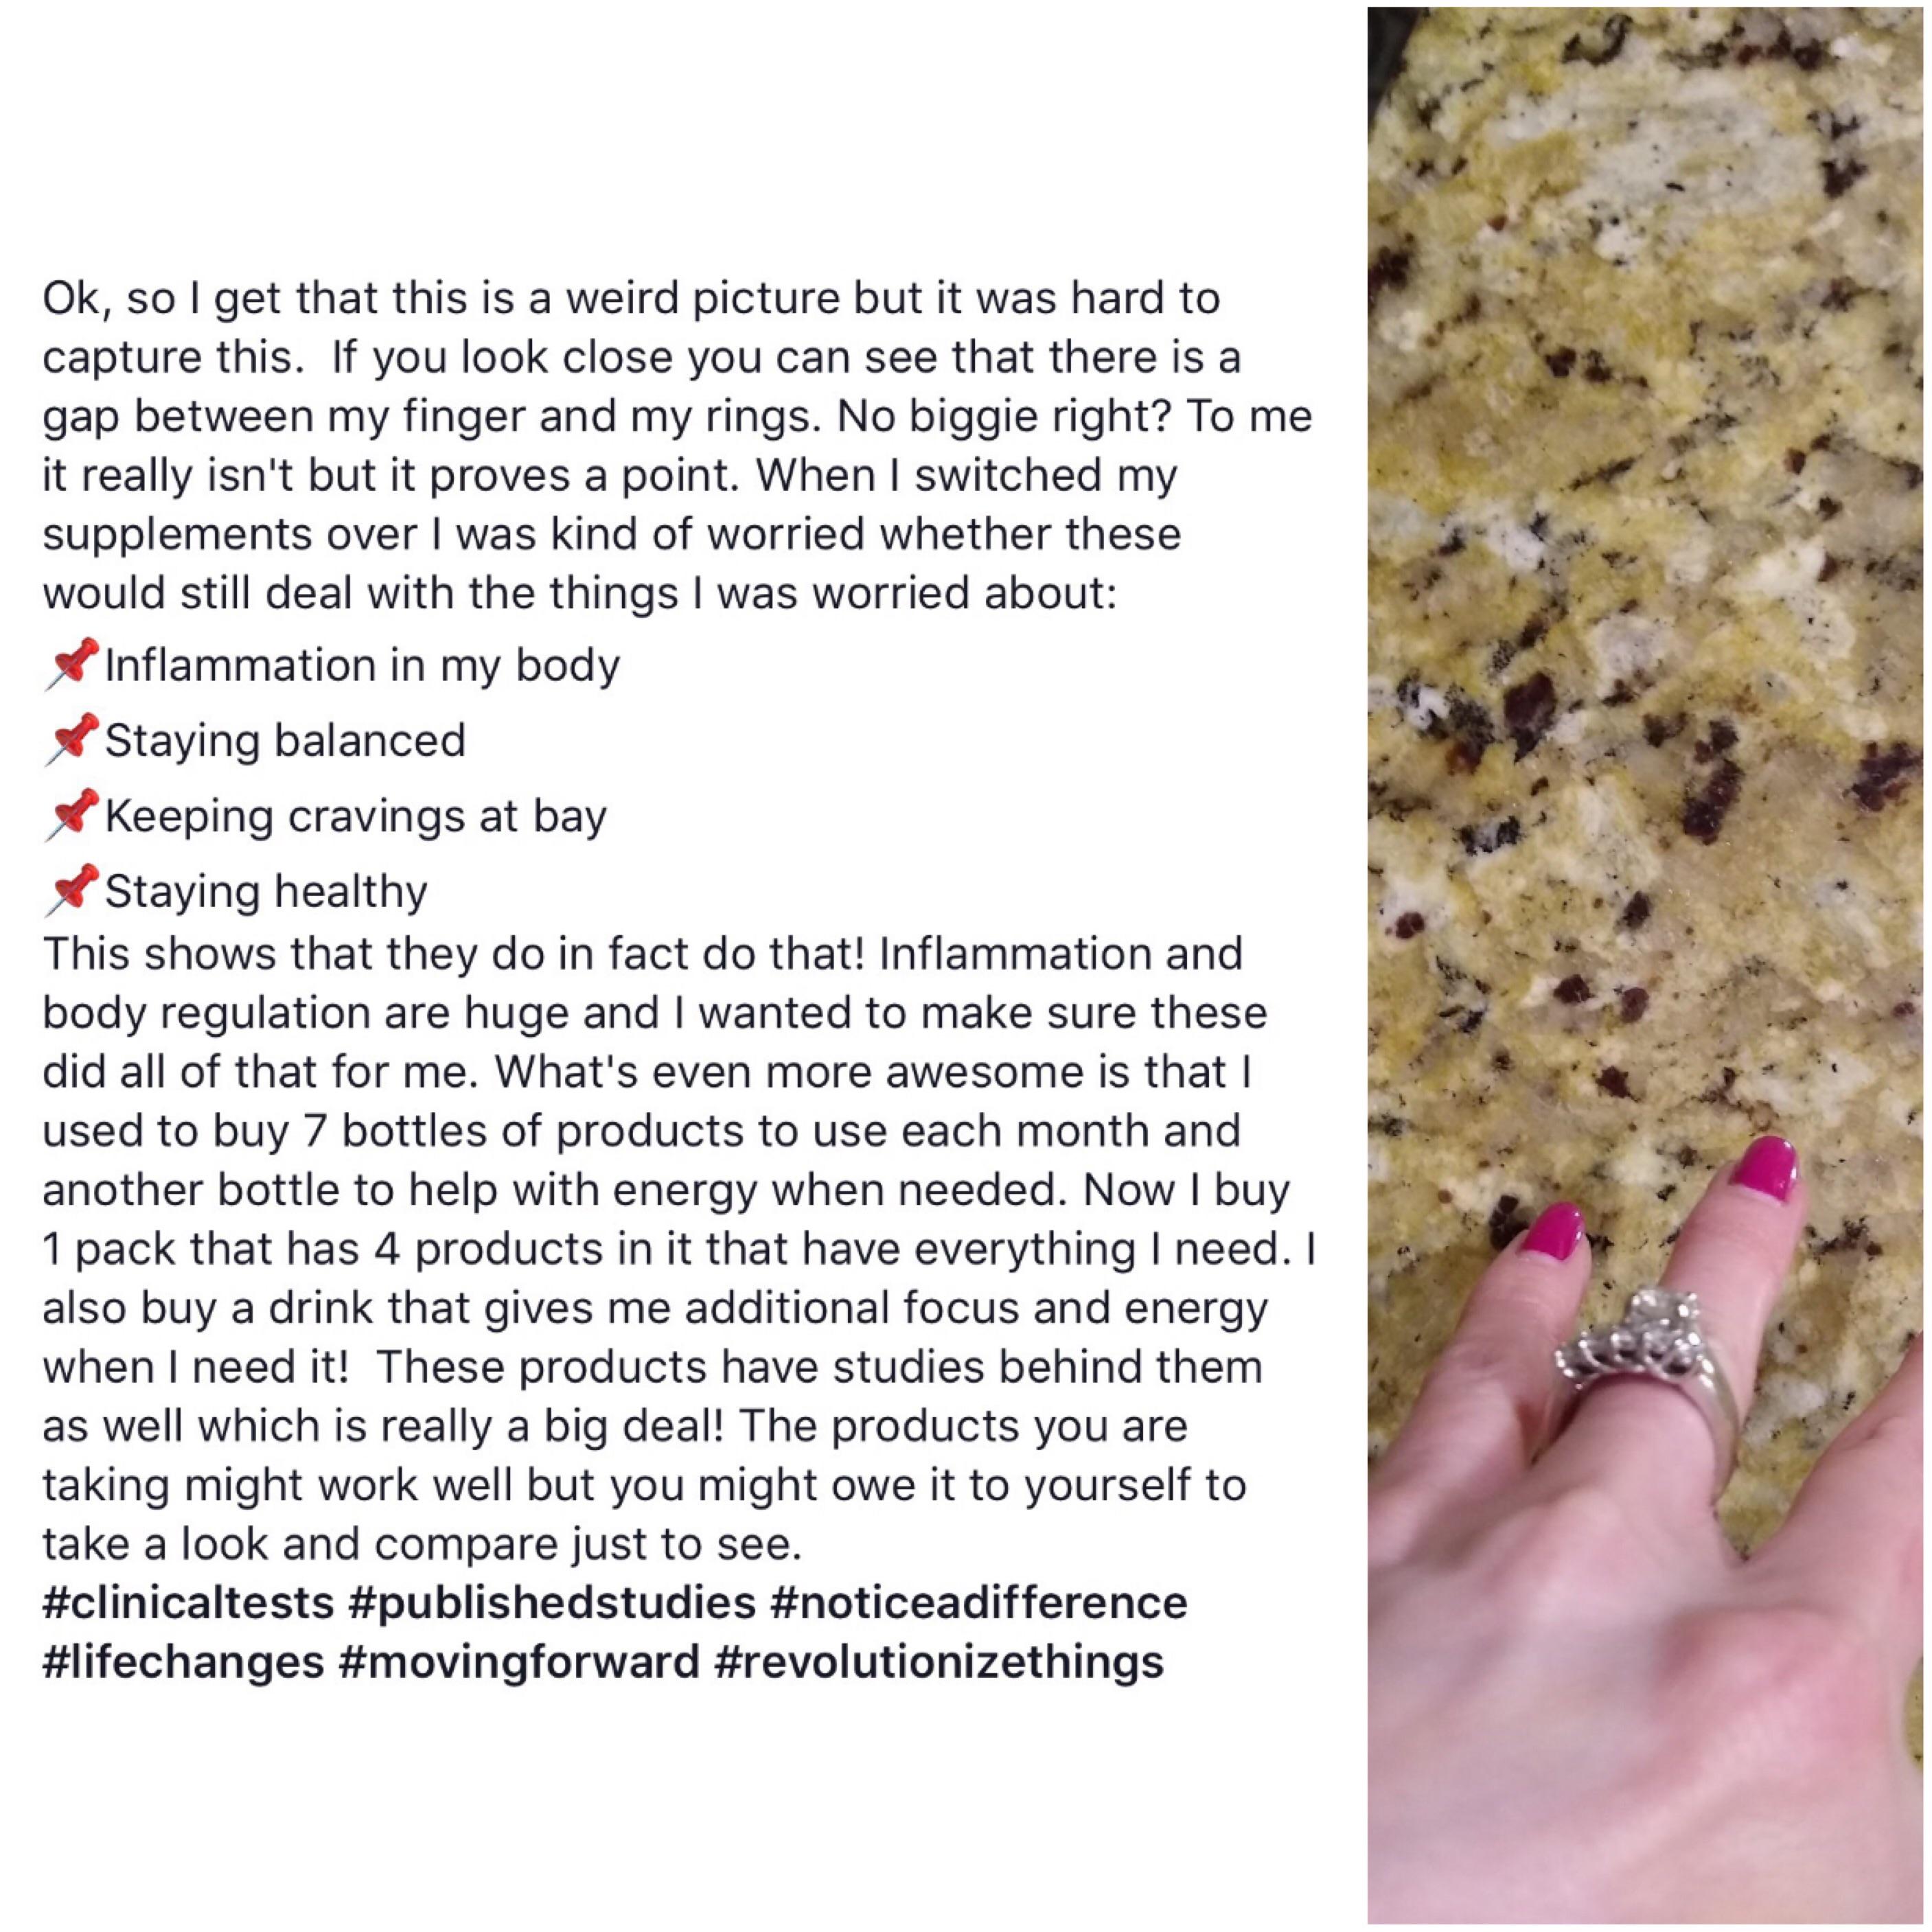 Ok, so I get that this is a weird picture but it was hard to
capture this.  If you look close you can see that there is a
gap between my finger and my rings. No biggie right? To me
it really isn't but it proves a point. When I switched my
supplements over I was kind of worried whether these
would still deal with the things I was worried about:
📌Inflammation in my body
📌Staying balanced
📌Keeping cravings at bay
📌Staying healthy
This shows that they do in fact do that! Inflammation and
body regulation are huge and I wanted to make sure these
did all of that for me. What's even more awesome is that I
used to buy 7 bottles of products to use each month and
another bottle to help with energy when needed. Now I buy
1 pack that has 4 products in it that have everything I need. I
also buy a drink that gives me additional focus and energy
when I need it!  These products have studies behind them
as well which is really a big deal! The products you are
taking might work well but you might owe it to yourself to
take a look and compare just to see.
#clinicaltests #publishedstudies #noticeadifference
#lifechanges #movingforward #revolutionizethings